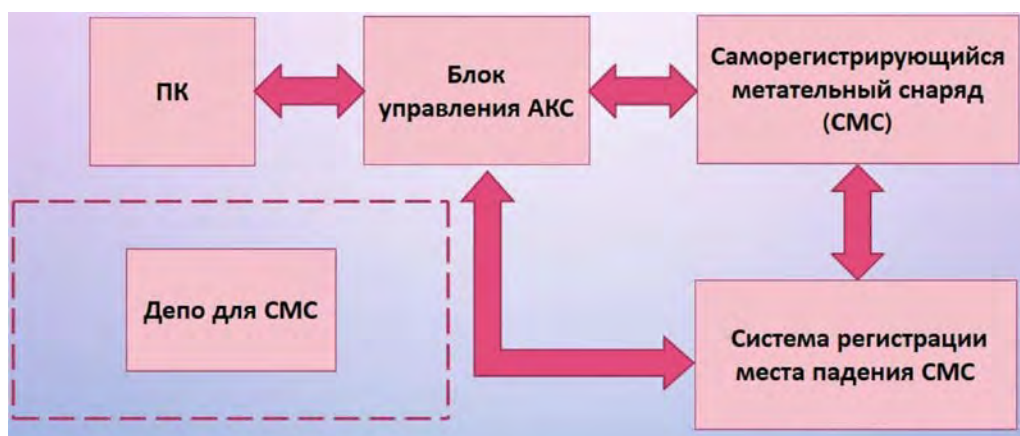 ПК
Блок
управления АКС
Саморегистрирующийся
метательный снаряд
(СМС)
Депо для СМС
Система регистрации
места падения СМС